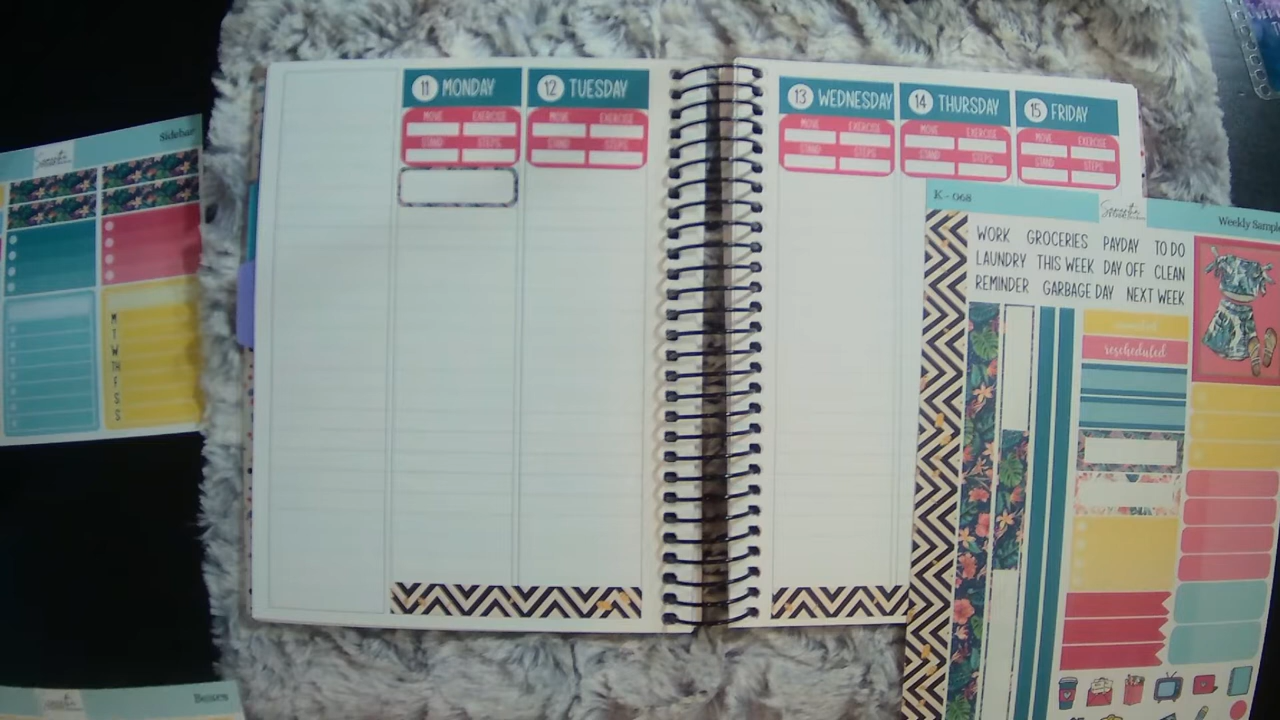 Sidebar
11 MONDAY
12 TUESDAY
13 WEDNESDAY
14 THURSDAY
15 FRIDAY
MOVE EXERCISE
STAND STEPS
MOVE EXERCISE
STAND STEPS
MOVE EXERCISE
STAND STEPS
MOVE EXERCISE
STAND STEPS
MOVE EXERCISE
STAND STEPS
K-068
Weekly Sample
WORK GROCERIES PAYDAY TO DO
LAUNDRY THIS WEEK DAY OFF CLEAN
REMINDER GARBAGE DAY NEXT WEEK
rescheduled
M
T
W
TH
F
S
S
Boxes